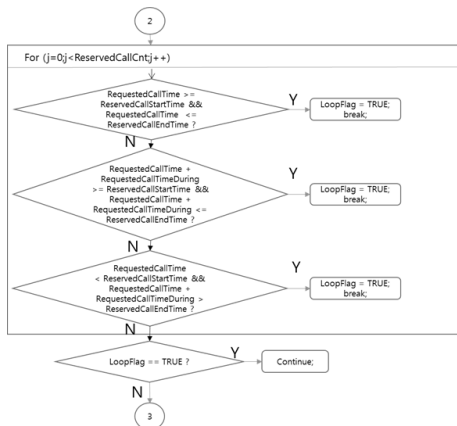 2
For (j=0;j<ReservedCallCnt;j++)
RequestedCallTime >=
ReservedCallStartTime &&
RequestedCallTime <=
ReservedCallEndTime ?
Y
LoopFlag = TRUE;
break;
N
RequestedCallTime +
RequestedCallTimeDuring
>= ReservedCallStartTime &&
RequestedCallTime +
RequestedCallTimeDuring <=
ReservedCallEndTime ?
Y
LoopFlag = TRUE;
break;
N
RequestedCallTime
< ReservedCallStartTime &&
RequestedCallTime +
RequestedCallTimeDuring >
ReservedCallEndTime ?
Y
LoopFlag = TRUE;
break;
N
LoopFlag == TRUE ?
Y
Continue;
N
3